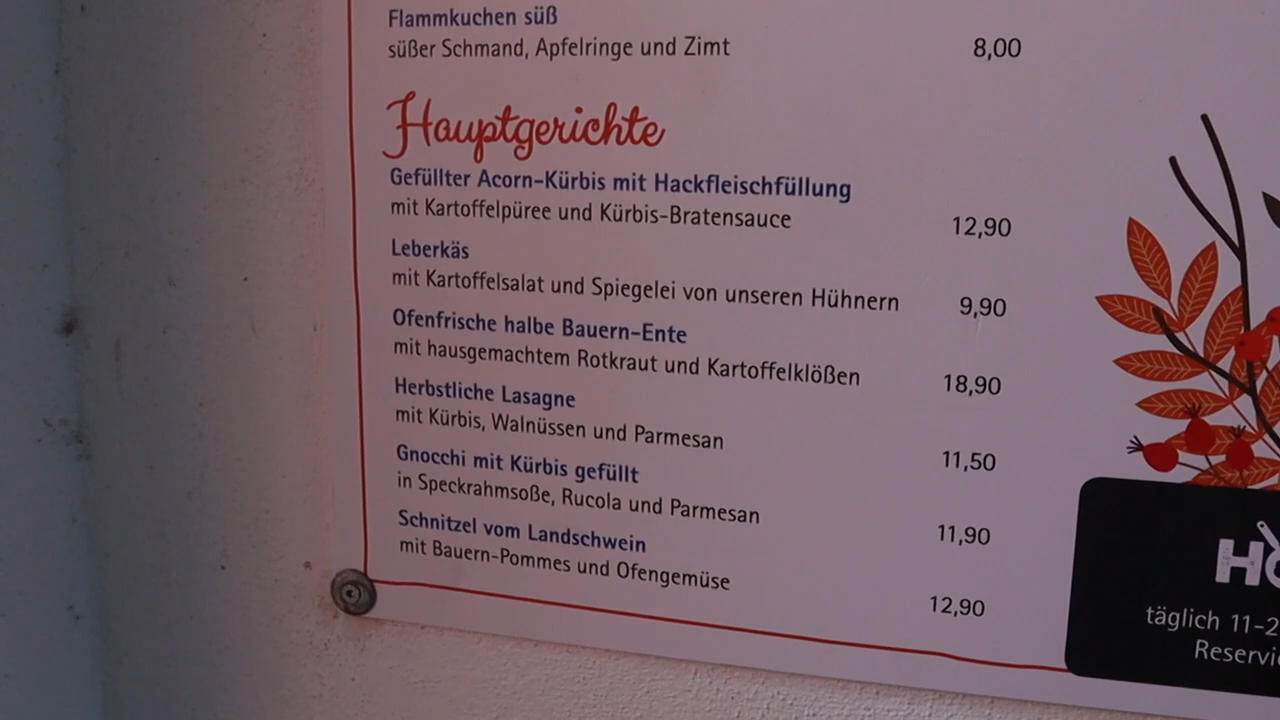 Flammkuchen süß
süßer Schmand, Apfelringe und Zimt 8,00
Hauptgerichte
Gefüllter Acorn-Kürbis mit Hackfleischfüllung
mit Kartoffelpüree und Kürbis-Bratensauce 12,90
Leberkäs
mit Kartoffelsalat und Spiegelei von unseren Hühnern 9,90
Ofenfrische halbe Bauern-Ente
mit hausgemachtem Rotkraut und Kartoffelklößen 18,90
Herbstliche Lasagne
mit Kürbis, Walnüssen und Parmesan 11,50
Gnocchi mit Kürbis gefüllt
in Speckrahmsoße, Rucola und Parmesan 11,90
Schnitzel vom Landschwein
mit Bauern-Pommes und Ofengemüse 12,90
täglich 11-2